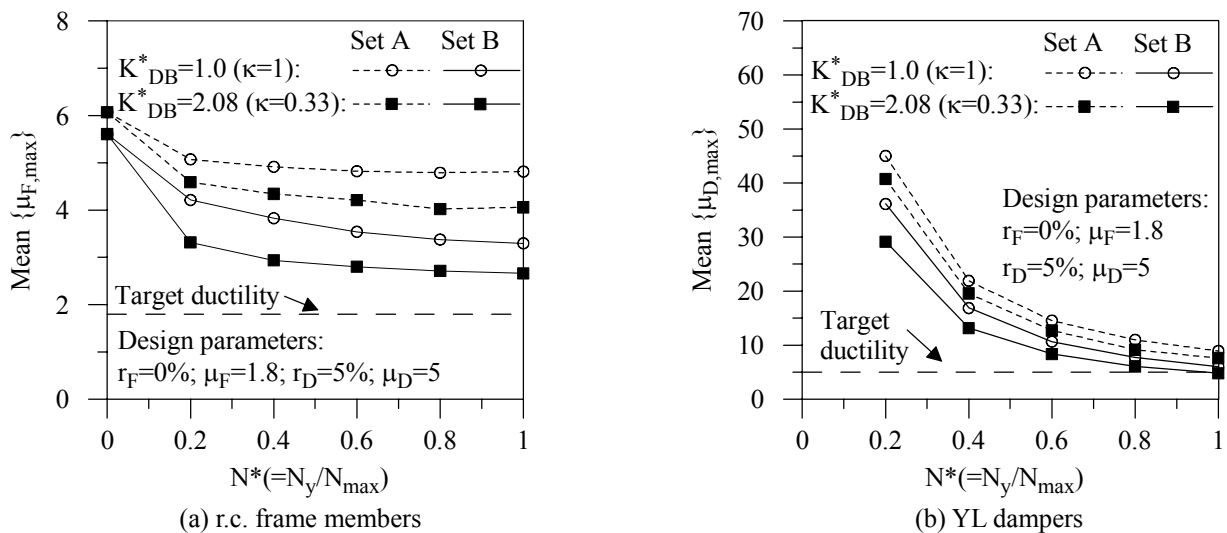 8
6
4
2
0
Mean {μF,max}
Set A Set B
K*DB=1.0 (κ=1):
K*DB=2.08 (κ=0.33):
Target ductility
Design parameters:
rF=0%; μF=1.8; rD=5%; μD=5
0 0.2 0.4 0.6 0.8 1
N*(=Ny/Nmax)
(a) r.c. frame members
70
60
50
40
30
20
10
0
Mean {μD,max}
Set A Set B
K*DB=1.0 (κ=1):
K*DB=2.08 (κ=0.33):
Design parameters:
rF=0%; μF=1.8
rD=5%; μD=5
Target
ductility
0 0.2 0.4 0.6 0.8 1
N*(=Ny/Nmax)
(b) YL dampers